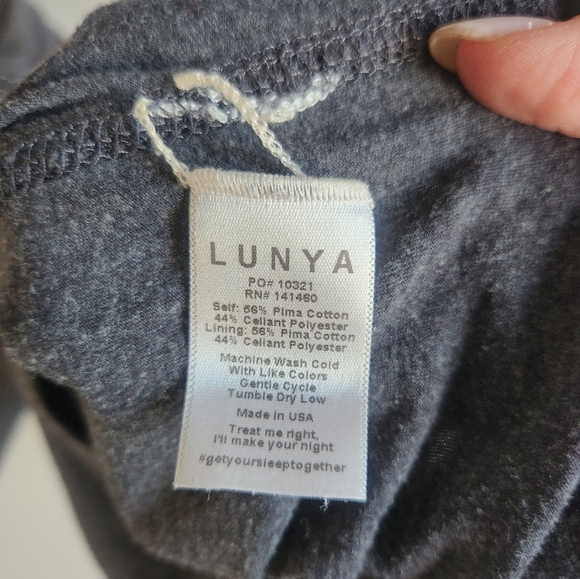 LUNYA
PO# 10321
RN# 141460
Self: 56% Pima Cotton
44% Celliant Polyester
Lining: 56% Pima Cotton
44% Celliant Polyester
Machine Wash Cold
With Like Colors
Gentle Cycle
Tumble Dry Low
Made in USA
Treat me right,
I'll make your night
#getyoursleeptogether